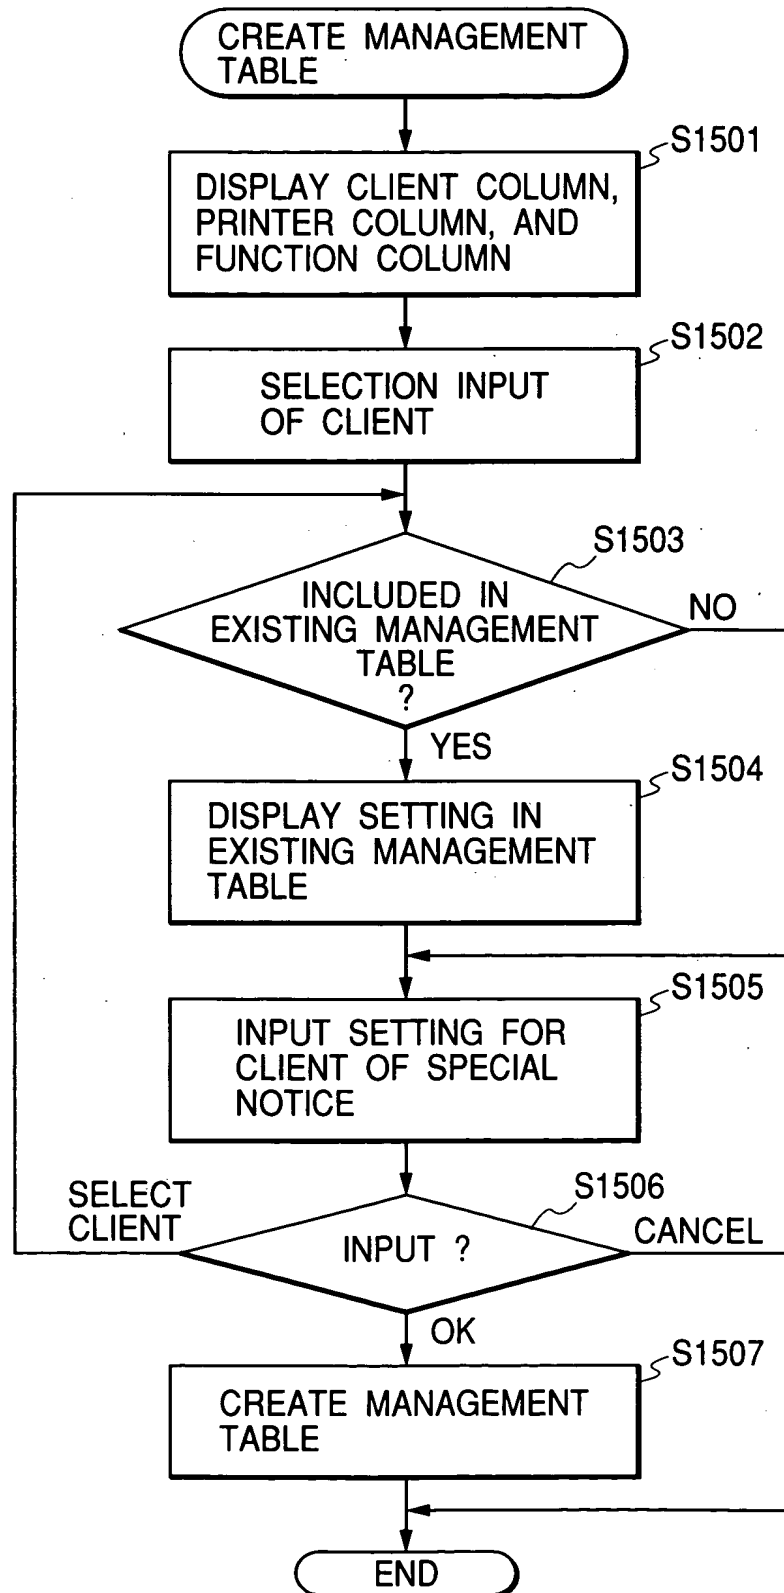 CREATE MANAGEMENT
TABLE
S1501
DISPLAY CLIENT COLUMN,
PRINTER COLUMN, AND
FUNCTION COLUMN
S1502
SELECTION INPUT
OF CLIENT
S1503
INCLUDED IN
EXISTING MANAGEMENT
TABLE
?
NO
YES
S1504
DISPLAY SETTING IN
EXISTING MANAGEMENT
TABLE
S1505
INPUT SETTING FOR
CLIENT OF SPECIAL
NOTICE
S1506
SELECT
CLIENT
INPUT ?
CANCEL
OK
S1507
CREATE MANAGEMENT
TABLE
END